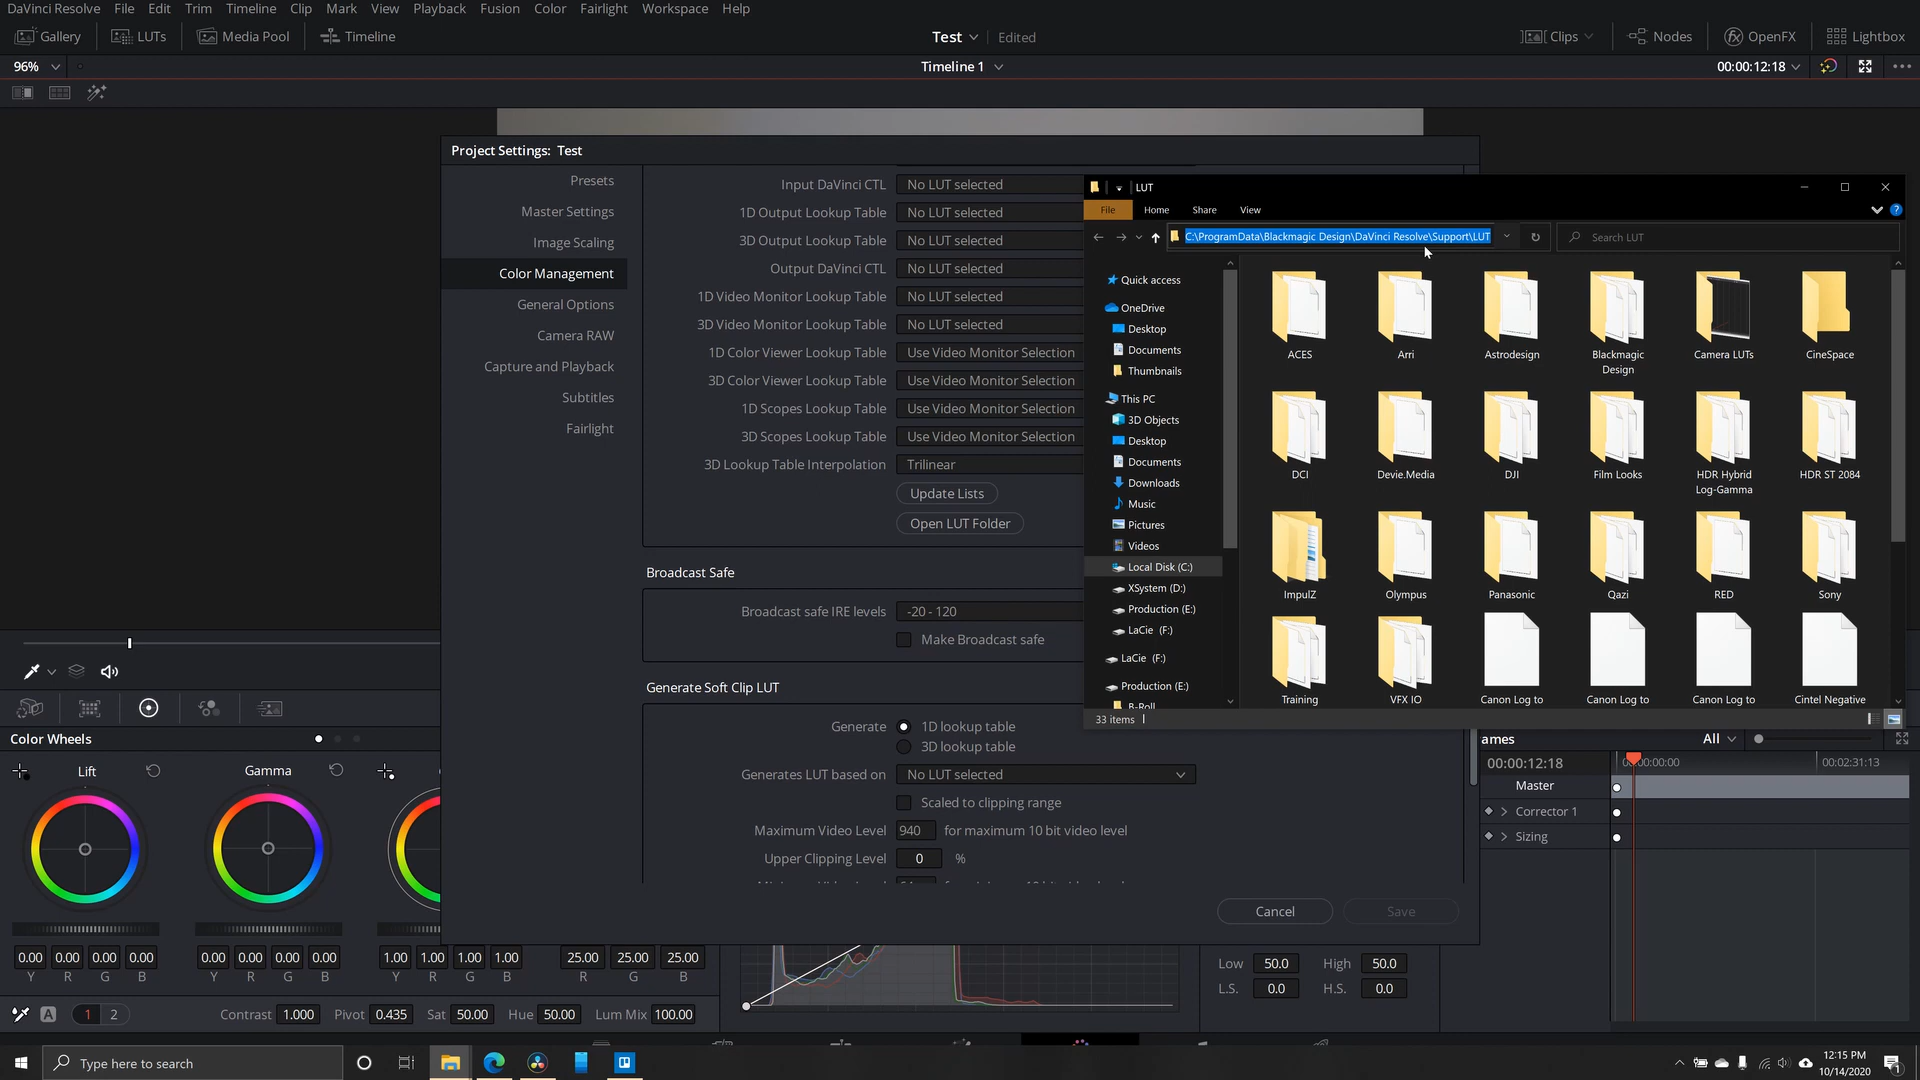 DaVinci Resolve File Edit Trim Timeline Clip Mark View Playback Fusion Color Fairlight Workspace Help
Gallery LUTs Media Pool Timeline Test Edited Clips Nodes OpenFX Lightbox
96% Timeline 1 00:00:12:18
Project Settings: Test
Presets
Master Settings
Image Scaling
Color Management
General Options
Camera RAW
Capture and Playback
Subtitles
Fairlight
Input DaVinci CTL No LUT selected
1D Output Lookup Table No LUT selected
3D Output Lookup Table No LUT selected
Output DaVinci CTL No LUT selected
1D Video Monitor Lookup Table No LUT selected
3D Video Monitor Lookup Table No LUT selected
1D Color Viewer Lookup Table Use Video Monitor Selection
3D Color Viewer Lookup Table Use Video Monitor Selection
1D Scopes Lookup Table Use Video Monitor Selection
3D Scopes Lookup Table Use Video Monitor Selection
3D Lookup Table Interpolation Trilinear
Update Lists
Open LUT Folder
Broadcast Safe
Broadcast safe IRE levels -20 - 120
Make Broadcast safe
Generate Soft Clip LUT
Generate 1D lookup table
3D lookup table
Generates LUT based on No LUT selected
Scaled to clipping range
Maximum Video Level 940 for maximum 10 bit video level
Upper Clipping Level 0 %
Cancel Save
LUT
File Home Share View
C:\ProgramData\Blackmagic Design\DaVinci Resolve\Support\LUT Search LUT
Quick access
OneDrive
Desktop
Documents
Thumbnails
This PC
3D Objects
Desktop
Documents
Downloads
Music
Pictures
Videos
Local Disk (C:)
XSystem (D:)
Production (E:)
LaCie (F:)
LaCie (F:)
Production (E:)
B-Roll
ACES Arri Astrodesign Blackmagic Design Camera LUTs CineSpace
DCI Devie.Media DJI Film Looks HDR Hybrid Log-Gamma HDR ST 2084
ImpulZ Olympus Panasonic Qazi RED Sony
Training VFX IO Canon Log to Canon Log to Canon Log to Cintel Negative
33 items
Color Wheels
Lift Gamma
0.00 0.00 0.00 0.00 0.00 0.00 0.00 0.00 1.00 1.00 1.00 1.00 25.00 25.00 25.00
Y R G B Y R G B Y R G B R G B
A 1 2 Contrast 1.000 Pivot 0.435 Sat 50.00 Hue 50.00 Lum Mix 100.00
Low 50.0 High 50.0
L.S. 0.0 H.S. 0.0
ames All
00:00:12:18 00:02:31:13
Master
Corrector 1
Sizing
Type here to search
12:15 PM
10/14/2020
1